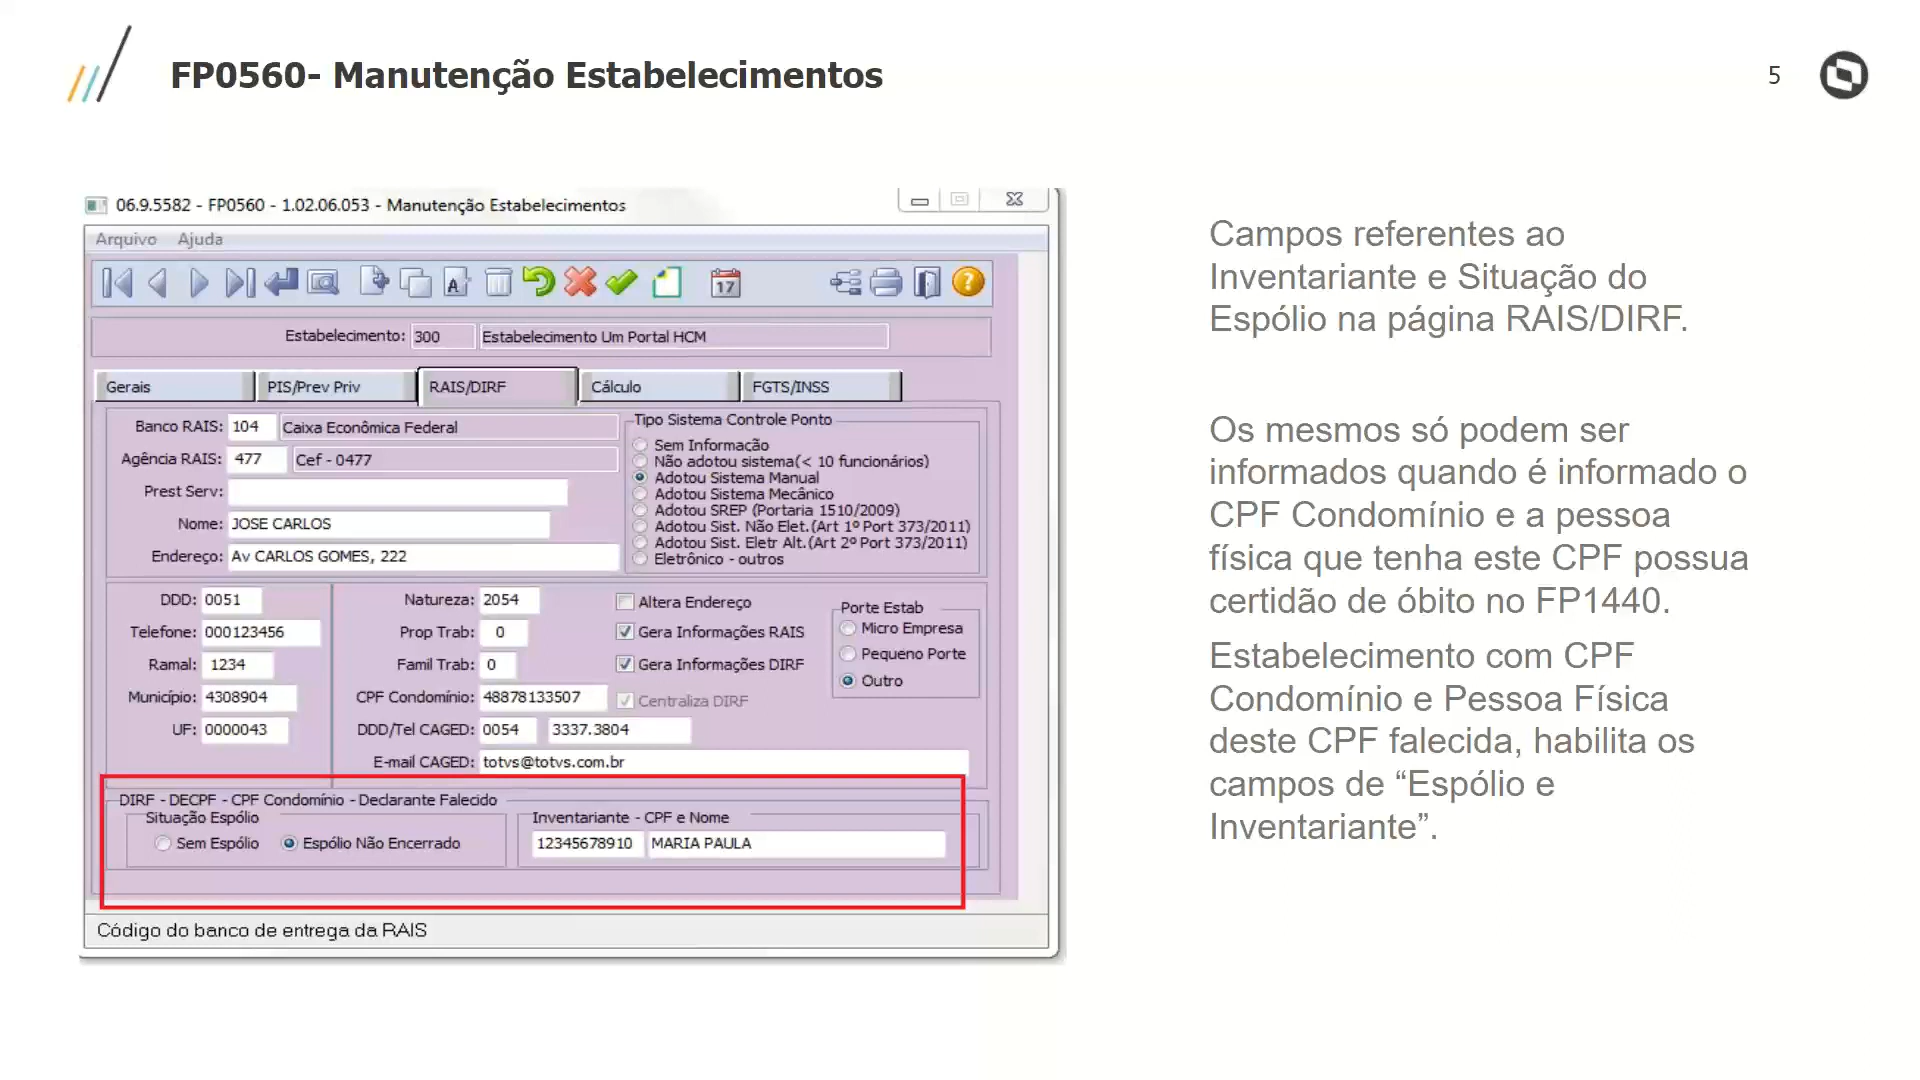 FP0560- Manutenção Estabelecimentos
5
06.9.5582 - FP0560 - 1.02.06.053 - Manutenção Estabelecimentos
Arquivo Ajuda
A 17 ?
Estabelecimento: 300 Estabelecimento Um Portal HCM
Gerais PIS/Prev Priv RAIS/DIRF Cálculo FGTS/INSS
Banco RAIS: 104 Caixa Econômica Federal
Agência RAIS: 477 Cef - 0477
Prest Serv:
Nome: JOSE CARLOS
Endereço: Av CARLOS GOMES, 222
Tipo Sistema Controle Ponto
Sem Informação
Não adotou sistema(< 10 funcionários)
Adotou Sistema Manual
Adotou Sistema Mecânico
Adotou SREP (Portaria 1510/2009)
Adotou Sist. Não Elet.(Art 1º Port 373/2011)
Adotou Sist. Eletr Alt.(Art 2º Port 373/2011)
Eletrônico - outros
DDD: 0051
Telefone: 000123456
Ramal: 1234
Município: 4308904
UF: 0000043
Natureza: 2054
Prop Trab: 0
Famil Trab: 0
CPF Condomínio: 48878133507
DDD/Tel CAGED: 0054 3337.3804
E-mail CAGED: totvs@totvs.com.br
Altera Endereço
Gera Informações RAIS
Gera Informações DIRF
Centraliza DIRF
Porte Estab
Micro Empresa
Pequeno Porte
Outro
DIRF - DECPF - CPF Condomínio - Declarante Falecido
Situação Espólio
Sem Espólio Espólio Não Encerrado
Inventariante - CPF e Nome
12345678910 MARIA PAULA
Código do banco de entrega da RAIS
Campos referentes ao
Inventariante e Situação do
Espólio na página RAIS/DIRF.
Os mesmos só podem ser
informados quando é informado o
CPF Condomínio e a pessoa
física que tenha este CPF possua
certidão de óbito no FP1440.
Estabelecimento com CPF
Condomínio e Pessoa Física
deste CPF falecida, habilita os
campos de “Espólio e
Inventariante”.